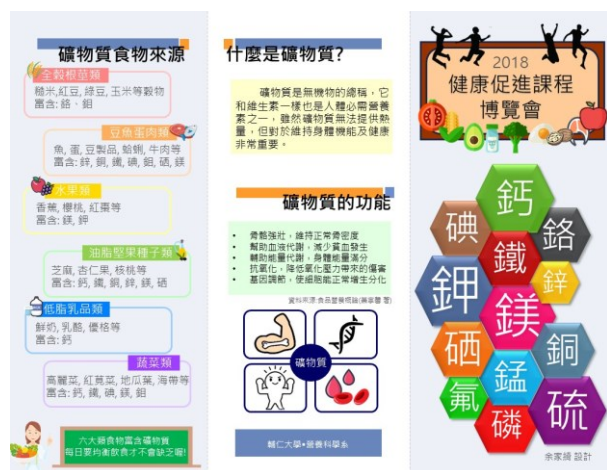 礦物質食物來源
全穀根莖類
糙米,紅豆,綠豆,玉米等穀物
富含:鉻、鉬
豆魚蛋肉類
魚,蛋,豆製品,蛤蜊,牛肉等
富含:鋅,銅,鐵,碘,鉬,硒,鎂
水果類
香蕉,櫻桃,紅棗等
富含:鎂,鉀
油脂堅果種子類
芝麻,杏仁果,核桃等
富含:鈣,鐵,銅,鋅,鎂,硒
低脂乳品類
鮮奶,乳酪,優格等
富含:鈣
蔬菜類
高麗菜,紅莧菜,地瓜葉,海帶等
富含:鈣,鐵,碘,鎂,鉬
六大類食物富含礦物質
每日要均衡飲食才不會缺乏喔!
什麼是礦物質?
礦物質是無機物的總稱，它
和維生素一樣也是人體必需營養
素之一，雖然礦物質無法提供熱
量，但對於維持身體機能及健康
非常重要。
礦物質的功能
• 骨骼強壯，維持正常骨密度
• 幫助血液代謝，減少貧血發生
• 輔助能量代謝，身體能量滿分
• 抗氧化，降低氧化壓力帶來的傷害
• 基因調節，使細胞能正常增生分化
資料來源:食品營養概論
礦物質
輔仁大學•營養科學系
2018
健康促進課程
博覽會
鈣
碘
鉻
鐵
鉀
鋅
鎂
硒
銅
錳
氟
硫
磷
余家綺 設計